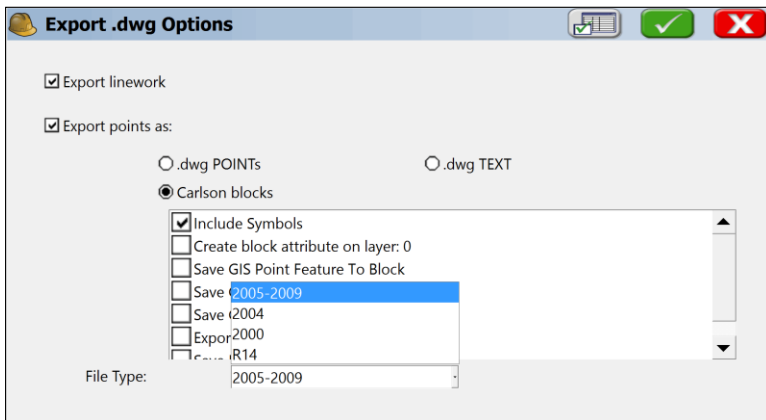 Export .dwg Options
Export linework
Export points as:
.dwg POINTs .dwg TEXT
Carlson blocks
Include Symbols
Create block attribute on layer: 0
Save GIS Point Feature To Block
Save
2005-2009
Save
2004
2000
R14
File Type: 2005-2009